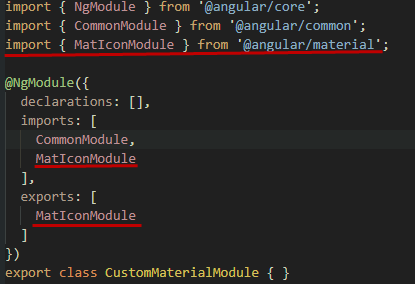 import { NgModule } from '@angular/core';
import { CommonModule } from '@angular/common';
import { MatIconModule } from '@angular/material';

@NgModule({
  declarations: [],
  imports: [
    CommonModule,
    MatIconModule
  ],
  exports: [
    MatIconModule
  ]
})
export class CustomMaterialModule { }